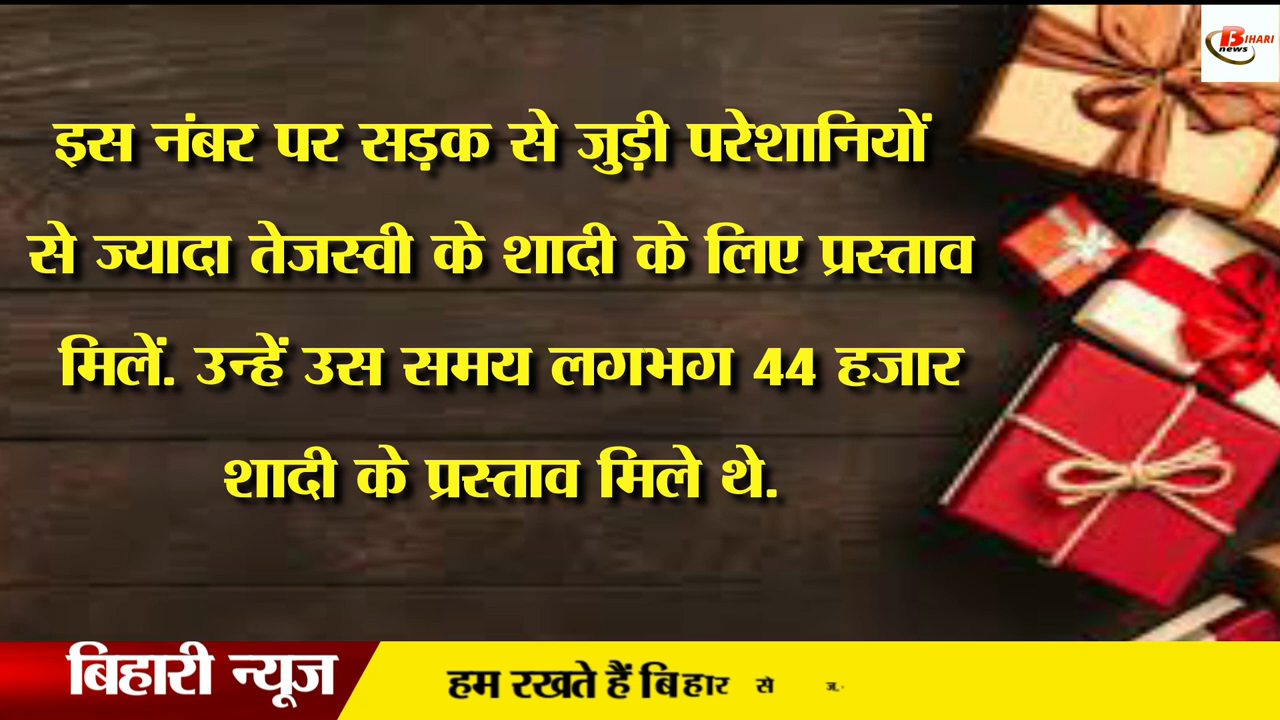 BIHARI
news
इस नंबर पर सड़क से जुड़ी परेशानियों
से ज्यादा तेजस्वी के शादी के लिए प्रस्ताव
मिलें. उन्हें उस समय लगभग 44 हजार
शादी के प्रस्ताव मिले थे.
बिहारी न्यूज
हम रखते हैं बिहार से